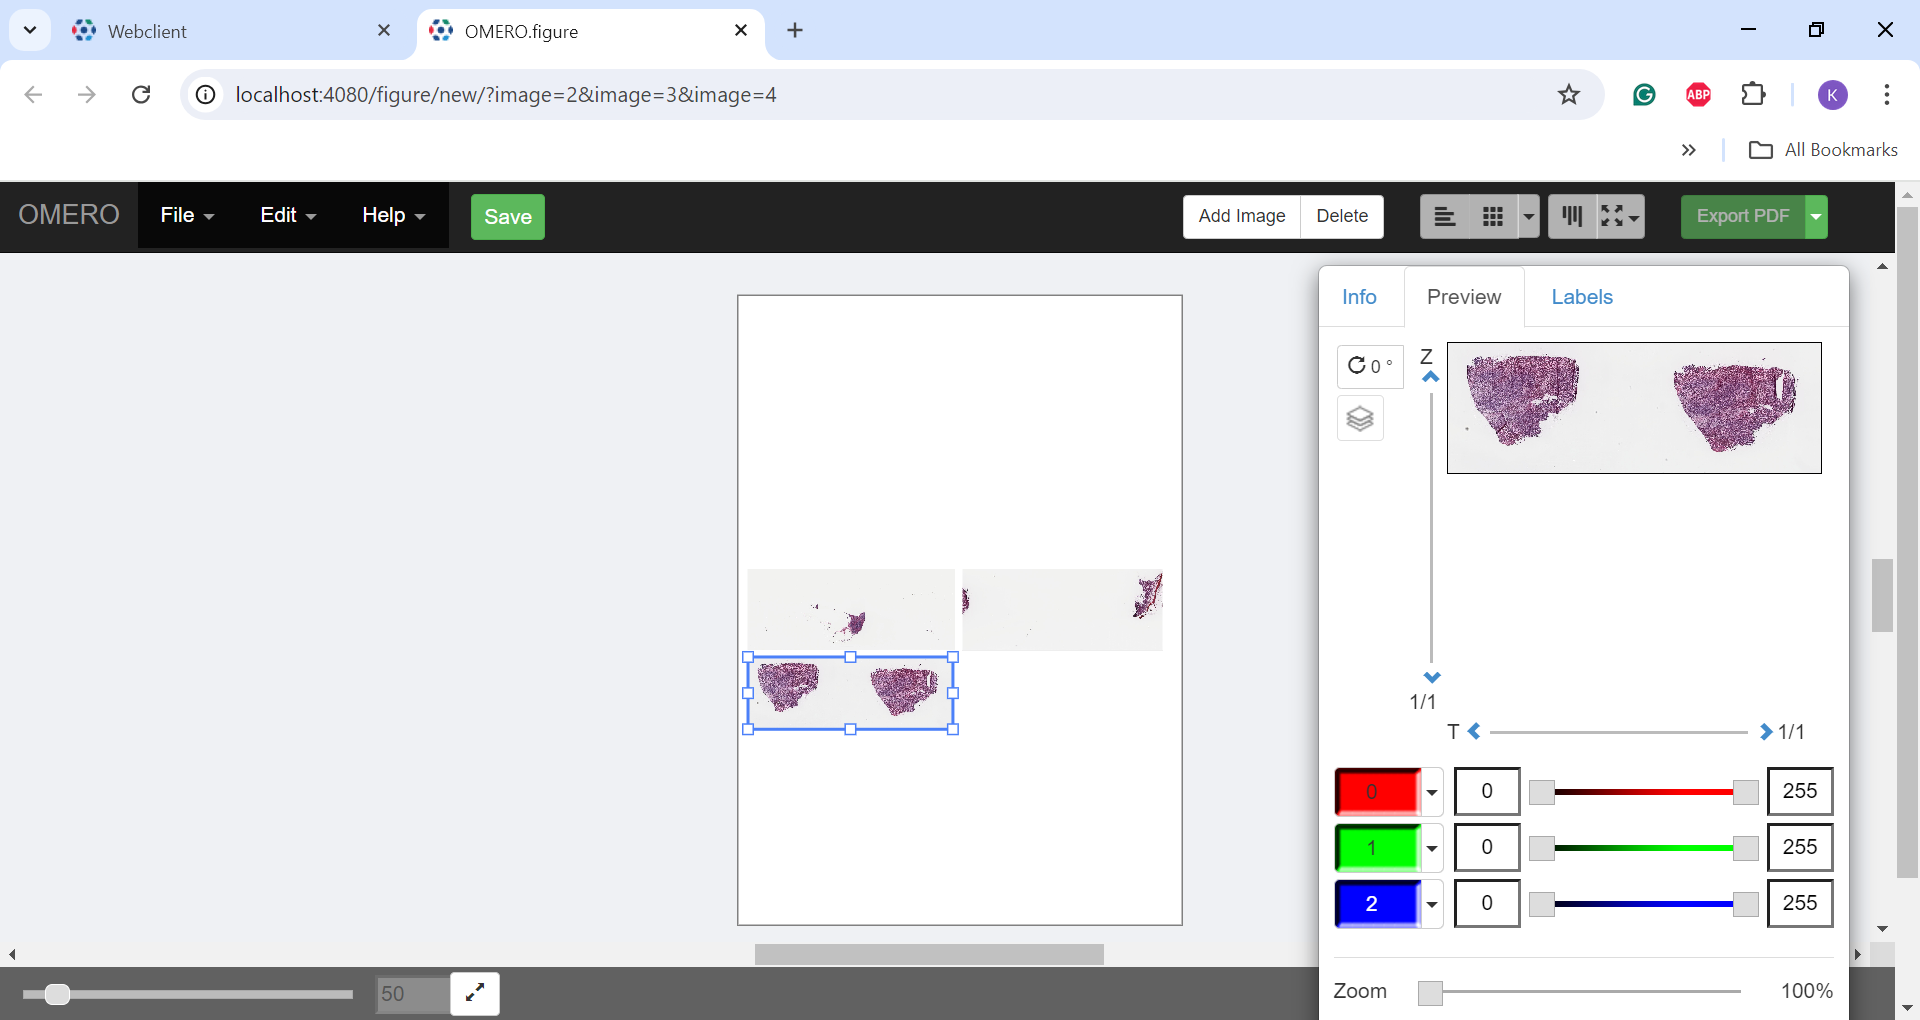 Webclient
OMERO.figure
localhost:4080/figure/new/?image=2&image=3&image=4
ABP
K
All Bookmarks
OMERO File Edit Help Save Add Image Delete Export PDF
Info Preview Labels
0 °
Z
1/1
T 1/1
0 0 255
1 0 255
2 0 255
50
Zoom 100%